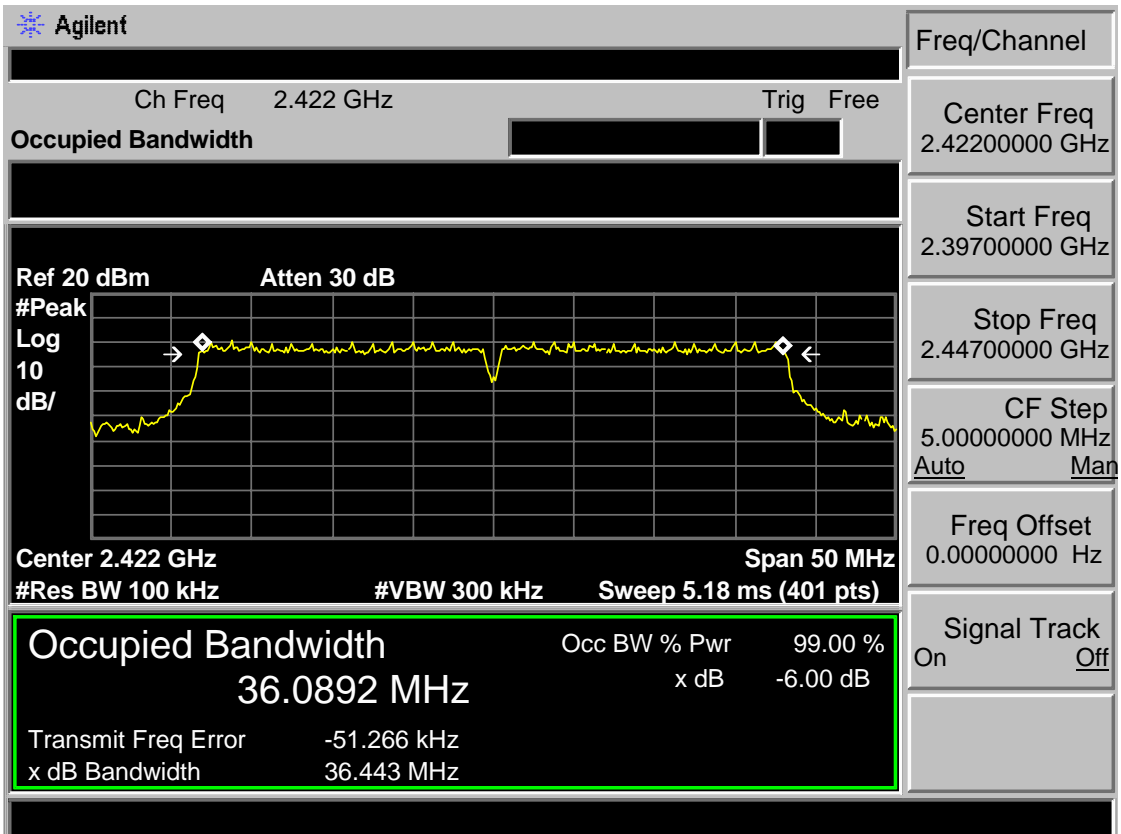 Agilent
Freq/Channel
Ch Freq 2.422 GHz Trig Free
Occupied Bandwidth
Center Freq
2.42200000 GHz
Start Freq
2.39700000 GHz
Stop Freq
2.44700000 GHz
CF Step
5.00000000 MHz
Auto Man
Freq Offset
0.00000000 Hz
Signal Track
On Off
Ref 20 dBm Atten 30 dB
#Peak
Log
10
dB/
Center 2.422 GHz Span 50 MHz
#Res BW 100 kHz #VBW 300 kHz Sweep 5.18 ms (401 pts)
Occupied Bandwidth Occ BW % Pwr 99.00 %
36.0892 MHz x dB -6.00 dB
Transmit Freq Error -51.266 kHz
x dB Bandwidth 36.443 MHz